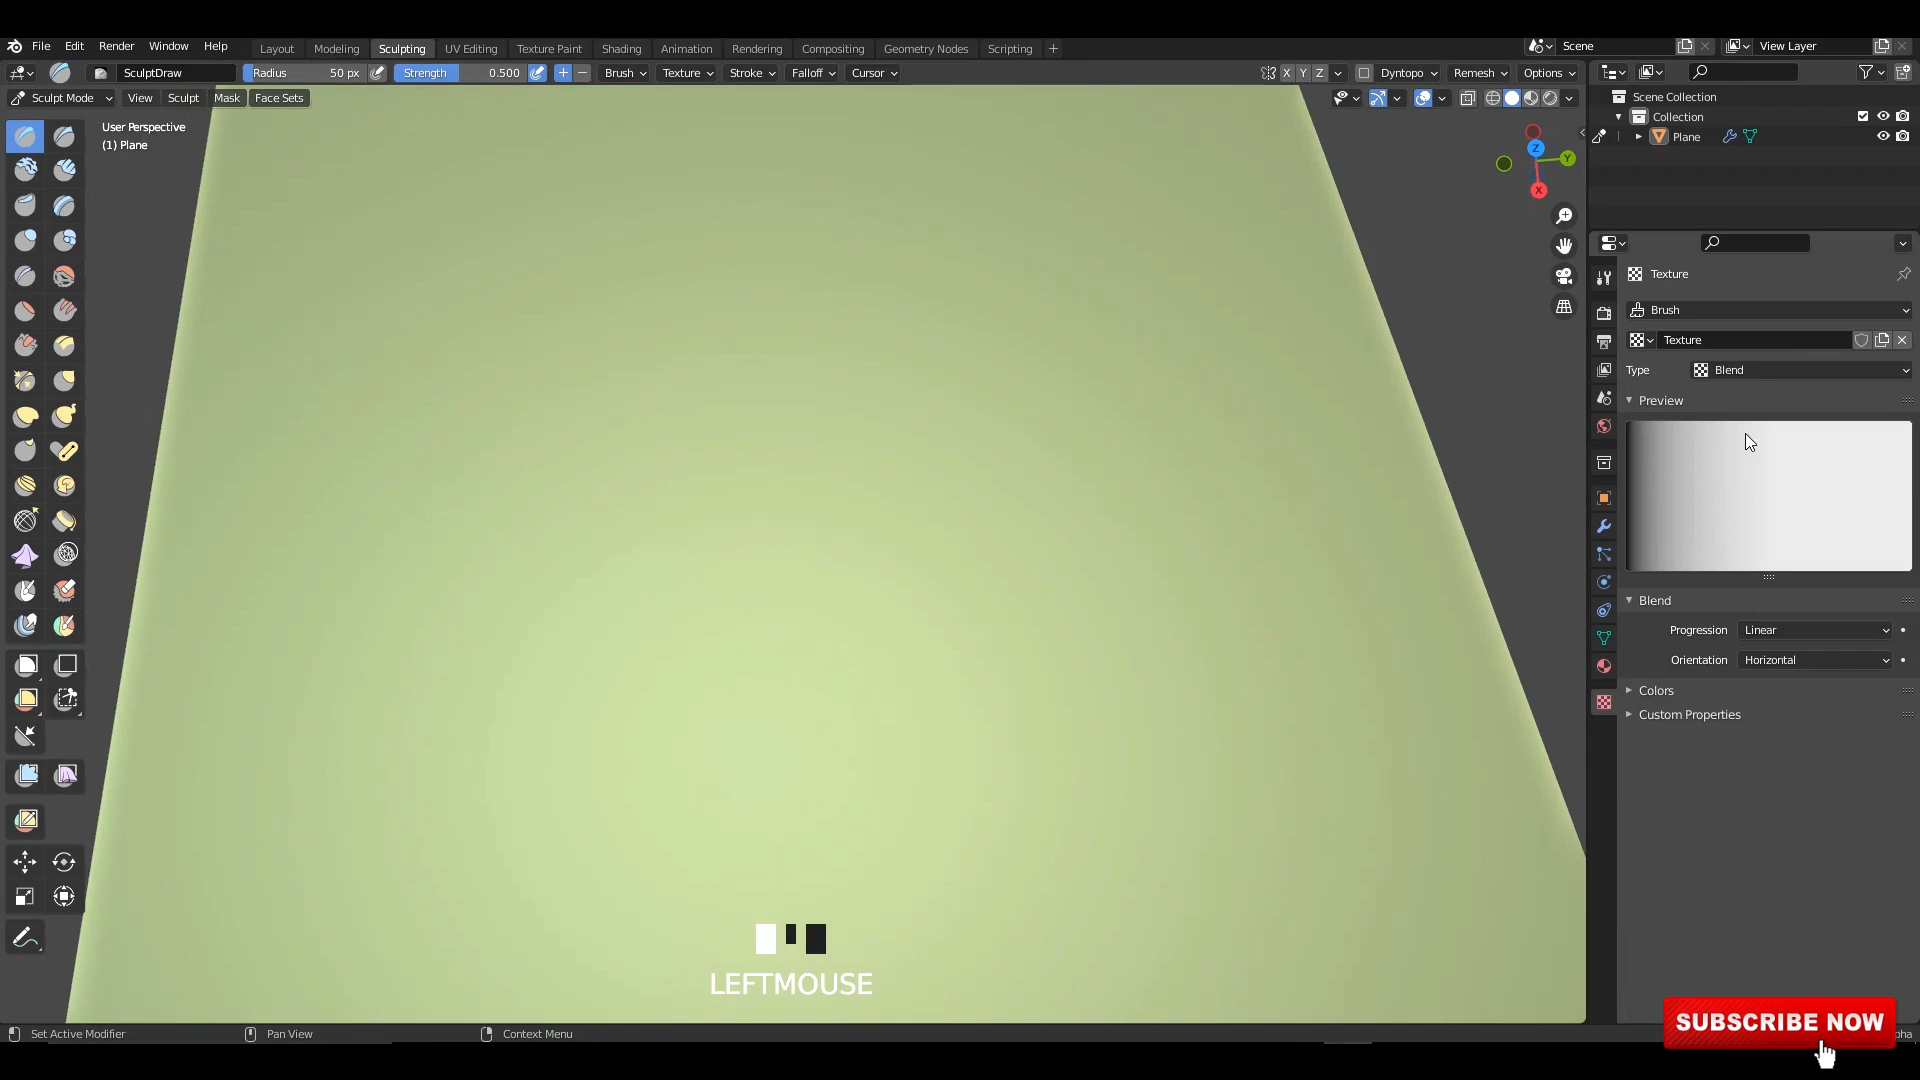 File Edit Render Window Help Layout Modeling Sculpting UV Editing Texture Paint Shading Animation Rendering Compositing Geometry Nodes Scripting Scene View Layer
SculptDraw Radius 50 px Strength 0.500 Brush Texture Stroke Falloff Cursor X Y Z Dyntopo Remesh Options
Sculpt Mode View Sculpt Mask Face Sets
User Perspective
(1) Plane
Z
Y
X
Scene Collection
Collection
Plane
Texture
Brush
Texture
Type Blend
Preview
Blend
Progression Linear
Orientation Horizontal
Colors
Custom Properties
LEFTMOUSE
SUBSCRIBE NOW
Set Active Modifier Pan View Context Menu